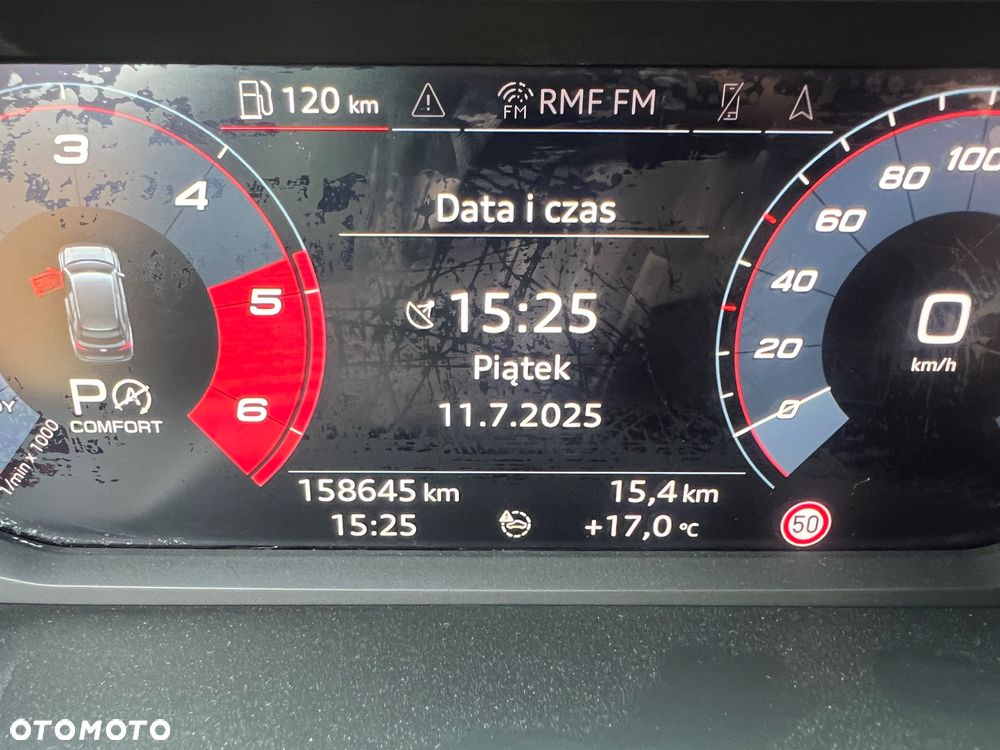 120 km
FM RMF FM
Data i czas
15:25
Piątek
11.7.2025
3
4
5
6
1/min x 1000
P A
COMFORT
100
80
60
40
20
0
0
km/h
158645 km
15,4 km
15:25
+17,0 °C
50
OTOMOTO